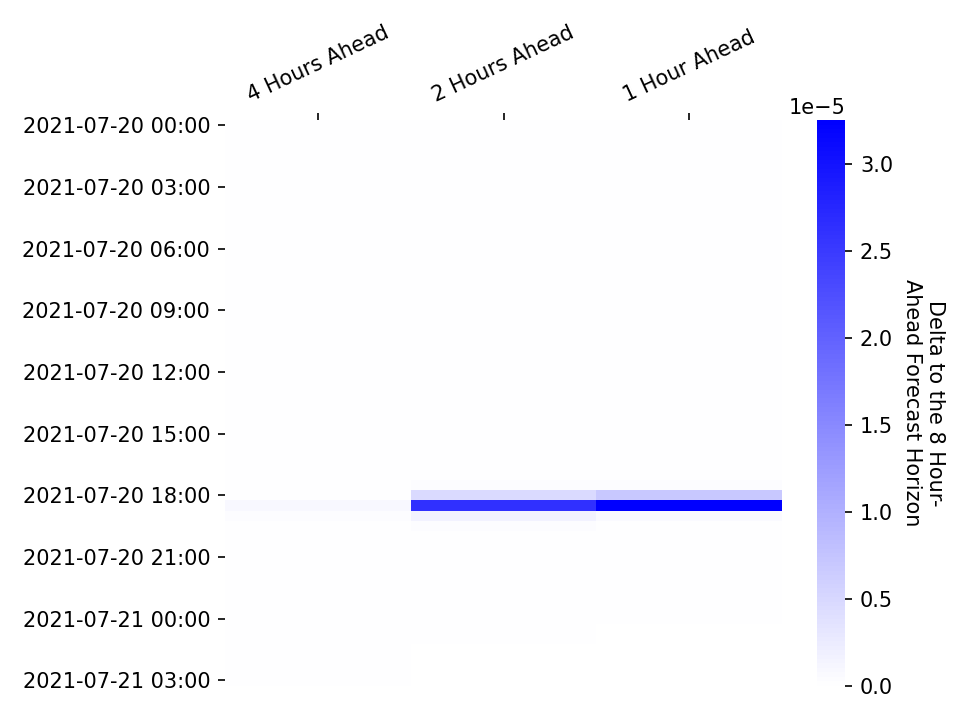 4 Hours Ahead
2 Hours Ahead
1 Hour Ahead
2021-07-20 00:00
2021-07-20 03:00
2021-07-20 06:00
2021-07-20 09:00
2021-07-20 12:00
2021-07-20 15:00
2021-07-20 18:00
2021-07-20 21:00
2021-07-21 00:00
2021-07-21 03:00
1e−5
3.0
2.5
2.0
1.5
1.0
0.5
0.0
Delta to the 8 Hour-
Ahead Forecast Horizon